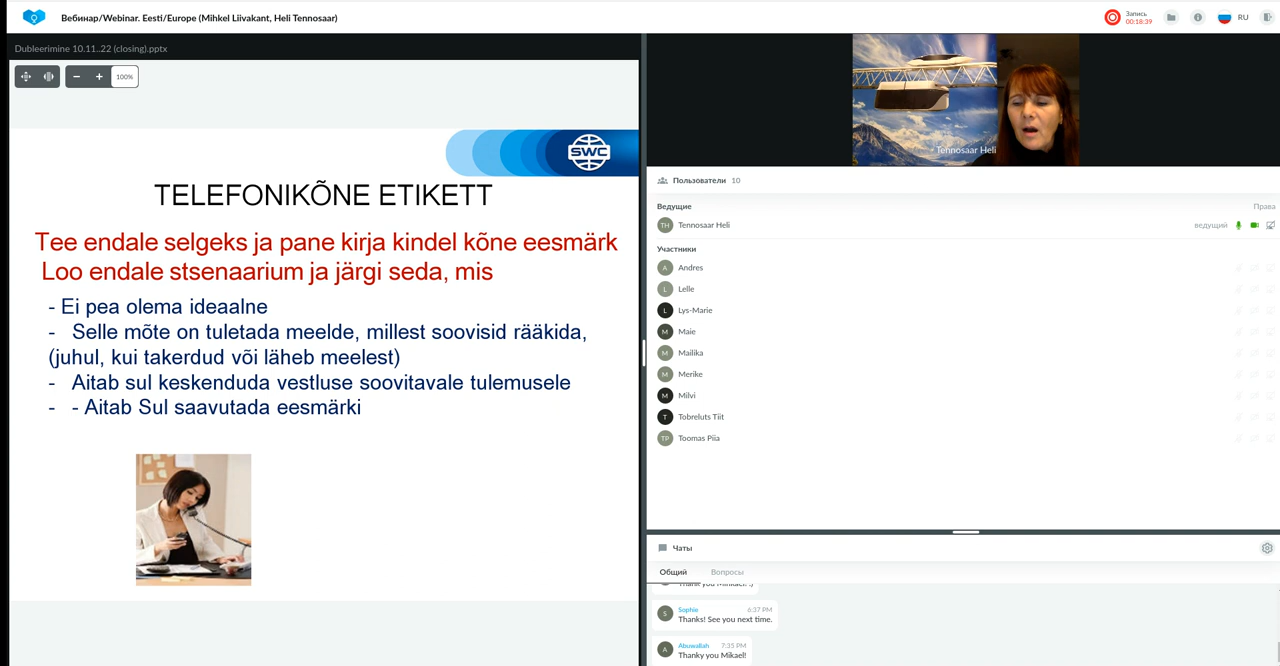 Вебинар/Webinar. Eesti/Europe (Mihkel Liivakant, Heli Tennosaar)
Запись
00:18:39
RU
Dubleerimine 10.11..22 (closing).pptx
100%
SWC
TELEFONIKÕNE ETIKETT
Tee endale selgeks ja pane kirja kindel kõne eesmärk
Loo endale stsenaarium ja järgi seda, mis
- Ei pea olema ideaalne
- Selle mõte on tuletada meelde, millest soovisid rääkida,
(juhul, kui takerdud või läheb meelest)
- Aitab sul keskenduda vestluse soovitavale tulemusele
- - Aitab Sul saavutada eesmärki
Tennosaar Heli
Пользователи 10
Ведущие Права
TH Tennosaar Heli ведущий
Участники
A Andres
L Lelle
L Lys-Marie
M Maie
M Mailika
M Merike
M Milvi
T Tobreluts Tiit
TP Toomas Piia
Чаты
Общий Вопросы
Thank you Mihkael! :)
S Sophie 6:37 PM
Thanks! See you next time.
A Abuwallah 7:35 PM
Thanky you Mikael!